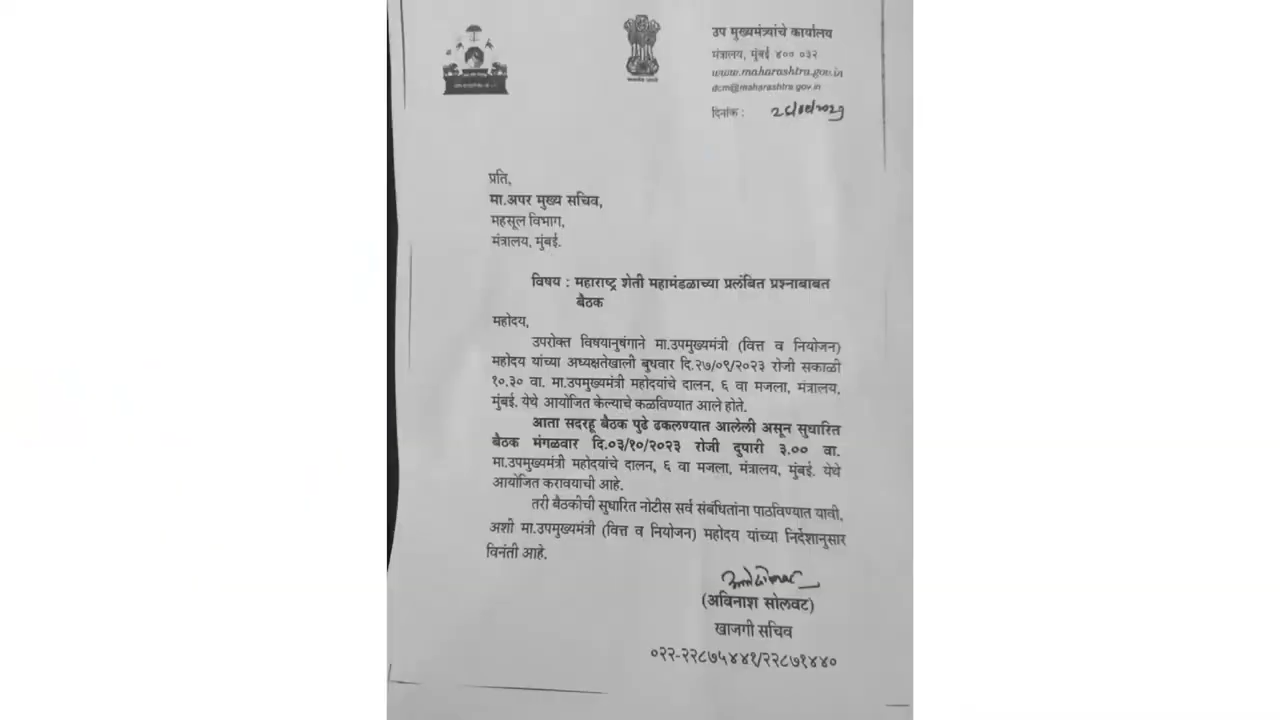 उप मुख्यमंत्र्यांचे कार्यालय
मंत्रालय, मुंबई ४०० ०३२
www.maharashtra.gov.in
dcm@maharashtra.gov.in
दिनांक :
प्रति,
मा.अपर मुख्य सचिव,
महसूल विभाग,
मंत्रालय, मुंबई.
विषय : महाराष्ट्र शेती महामंडळाच्या प्रलंबित प्रश्नाबाबत
बैठक
महोदय,
उपरोक्त विषयानुषंगाने मा.उपमुख्यमंत्री (वित्त व नियोजन)
महोदय यांच्या अध्यक्षतेखाली बुधवार दि.२७/०९/२०२३ रोजी सकाळी
१०.३० वा. मा.उपमुख्यमंत्री महोदयांचे दालन, ६ वा मजला, मंत्रालय,
मुंबई. येथे आयोजित केल्याचे कळविण्यात आले होते.
आता सदरहू बैठक पुढे ढकलण्यात आलेली असून सुधारित
बैठक मंगळवार दि.०३/१०/२०२३ रोजी दुपारी ३.०० वा.
मा.उपमुख्यमंत्री महोदयांचे दालन, ६ वा मजला, मंत्रालय, मुंबई. येथे
आयोजित करावयाची आहे.
तरी बैठकीची सुधारित नोटीस सर्व संबंधितांना पाठविण्यात यावी,
अशी मा.उपमुख्यमंत्री (वित्त व नियोजन) महोदय यांच्या निर्देशानुसार
विनंती आहे.
(अविनाश सोलवट)
खाजगी सचिव
०२२-२२८७५४४१/२२८७१४४०